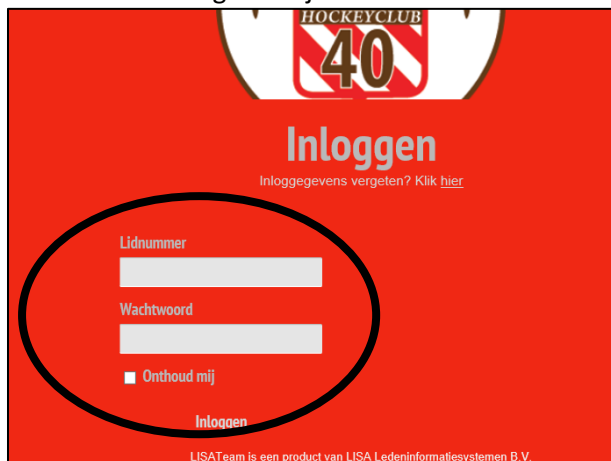 HOCKEYCLUB
40
Inloggen
Inloggegevens vergeten? Klik hier
Lidnummer
Wachtwoord
Onthoud mij
Inloggen
LISATeam is een product van LISA Ledeninformatiesystemen B.V.